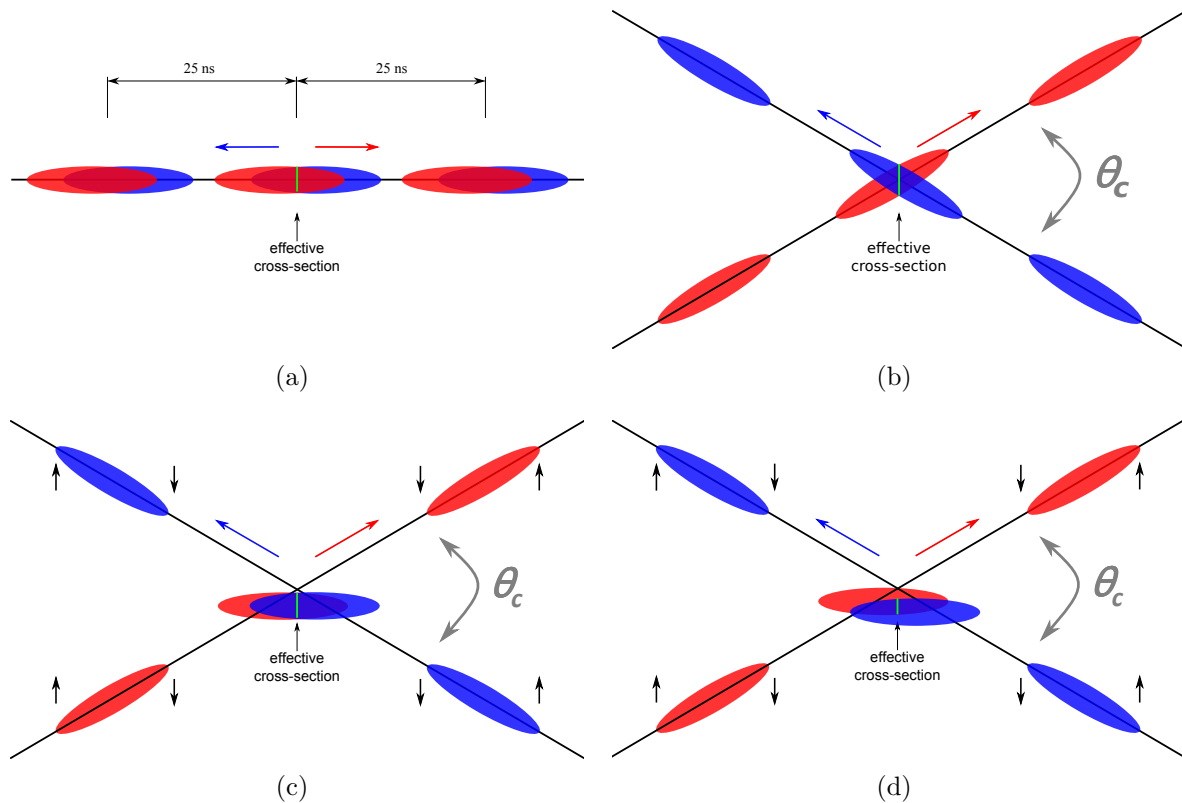 25 ns
25 ns
effective
cross-section
(a)
θc
effective
cross-section
(b)
θc
effective
cross-section
(c)
θc
effective
cross-section
(d)